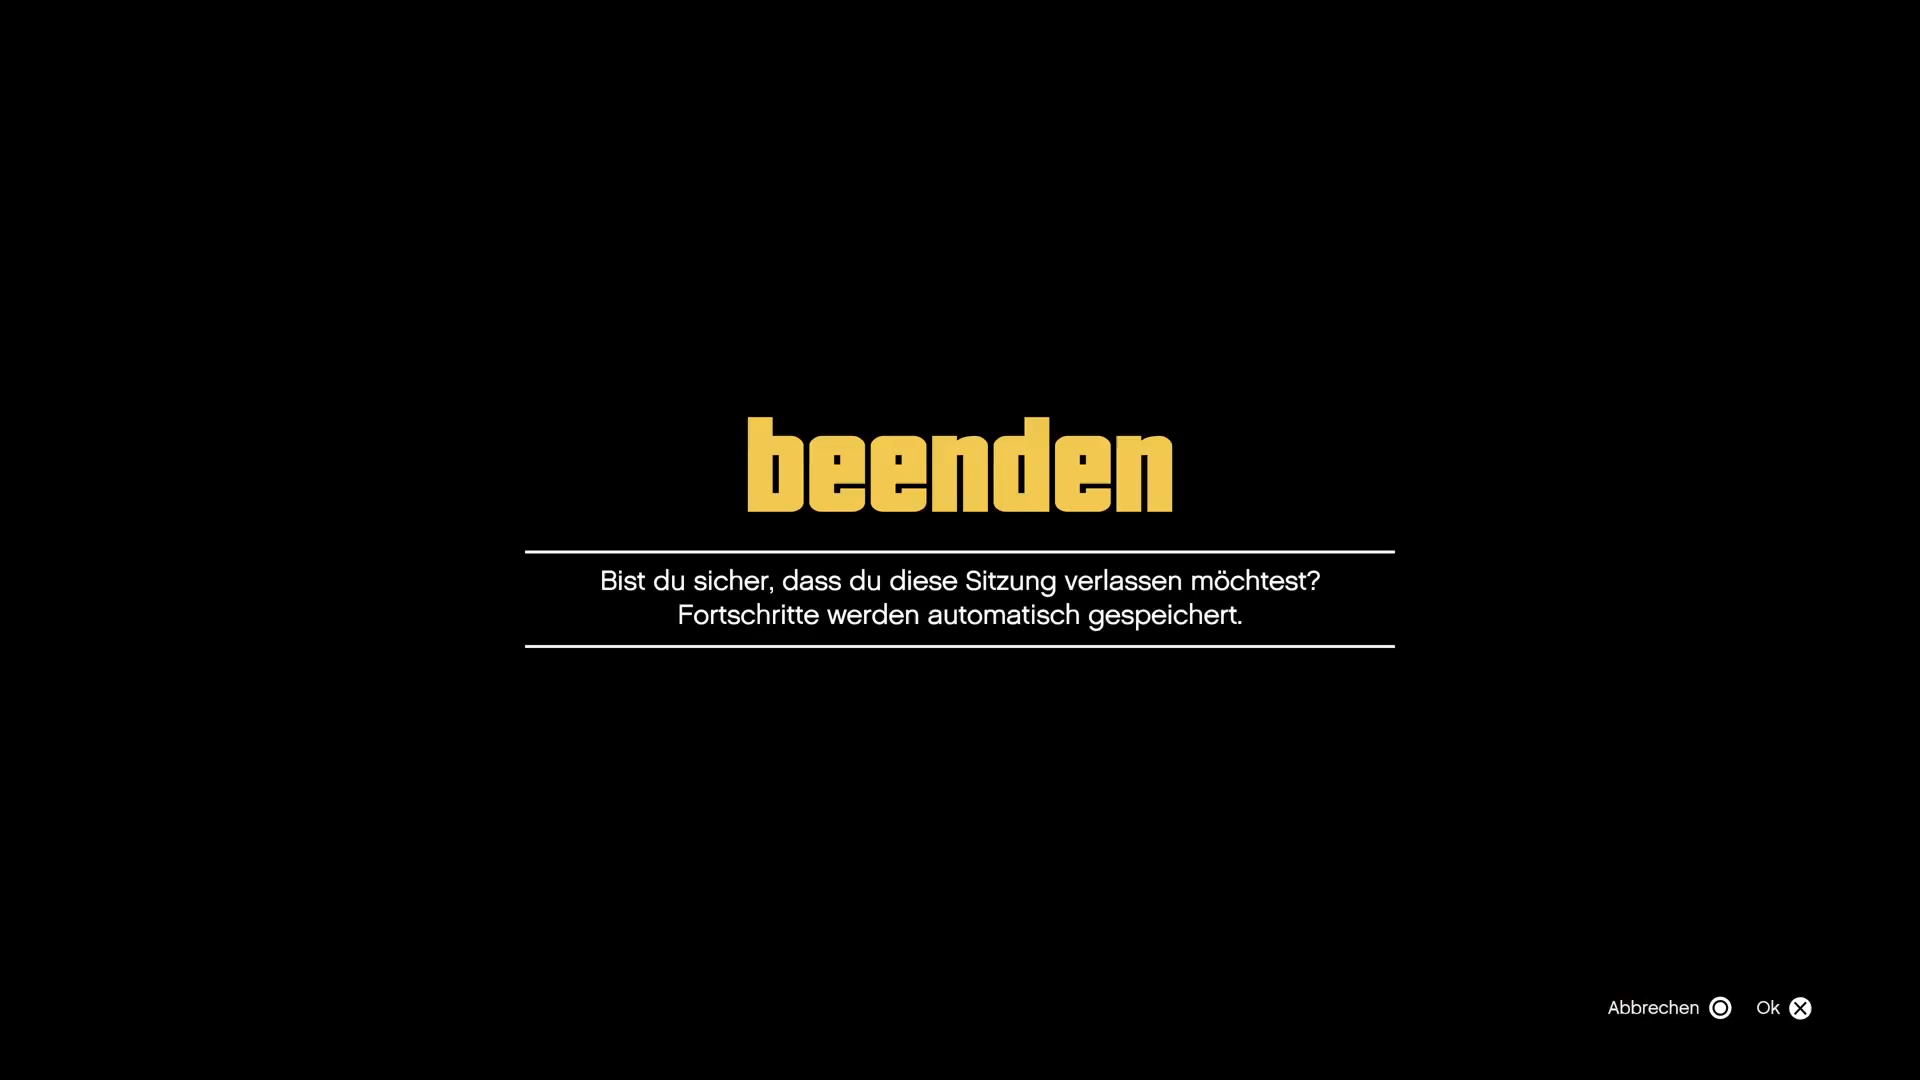 beenden
Bist du sicher, dass du diese Sitzung verlassen möchtest?
Fortschritte werden automatisch gespeichert.
Abbrechen Ok